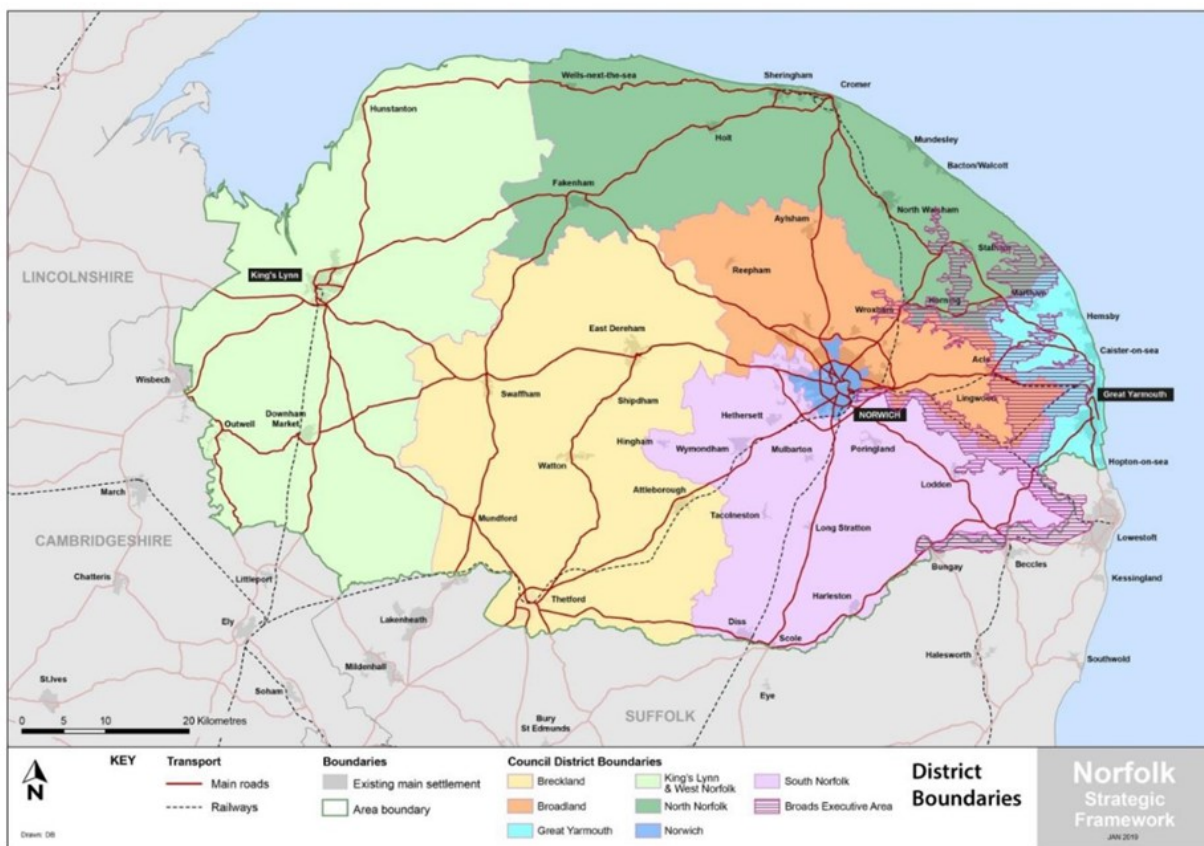 Wells-next-the-sea
Sheringham
Cromer
Hunstanton
Holt
Mundesley
Bacton/Walcott
Fakenham
North Walsham
Aylsham
Stalham
LINCOLNSHIRE
King's Lynn
Reepham
Martham
Horning
Wroxham
Hemsby
East Dereham
Caister-on-sea
Acle
Wisbech
Swaffham
Shipdham
Lingwood
Great Yarmouth
Downham
Market
Outwell
Hethersett
NORWICH
Hingham
Wymondham
Mulbarton
Poringland
Watton
Hopton-on-sea
Loddon
March
Attleborough
Tacolneston
Mundford
Long Stratton
CAMBRIDGESHIRE
Lowestoft
Chatteris
Littleport
Bungay
Beccles
Kessingland
Thetford
Harleston
Ely
Lakenheath
Diss
Scole
Mildenhall
Halesworth
Southwold
St.Ives
Soham
Eye
0 5 10 20 Kilometres
Bury
St Edmunds
SUFFOLK
KEY
Transport
Main roads
Railways
Boundaries
Existing main settlement
Area boundary
Council District Boundaries
Breckland
Broadland
Great Yarmouth
King's Lynn
& West Norfolk
North Norfolk
Norwich
South Norfolk
Broads Executive Area
District
Boundaries
Norfolk
Strategic
Framework
JAN 2019
N
Drawn: DB